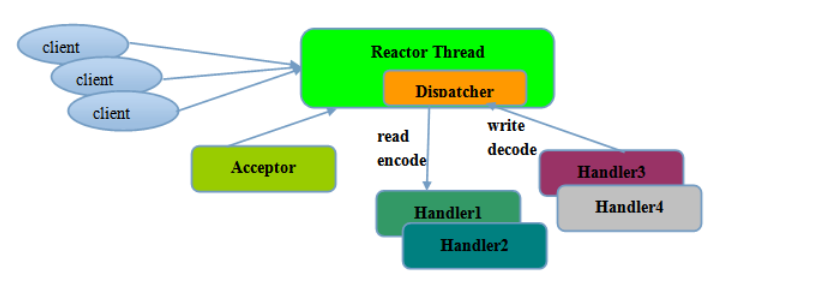 client
client
client
Reactor Thread
Dispatcher
Acceptor
read
encode
write
decode
Handler1
Handler2
Handler3
Handler4